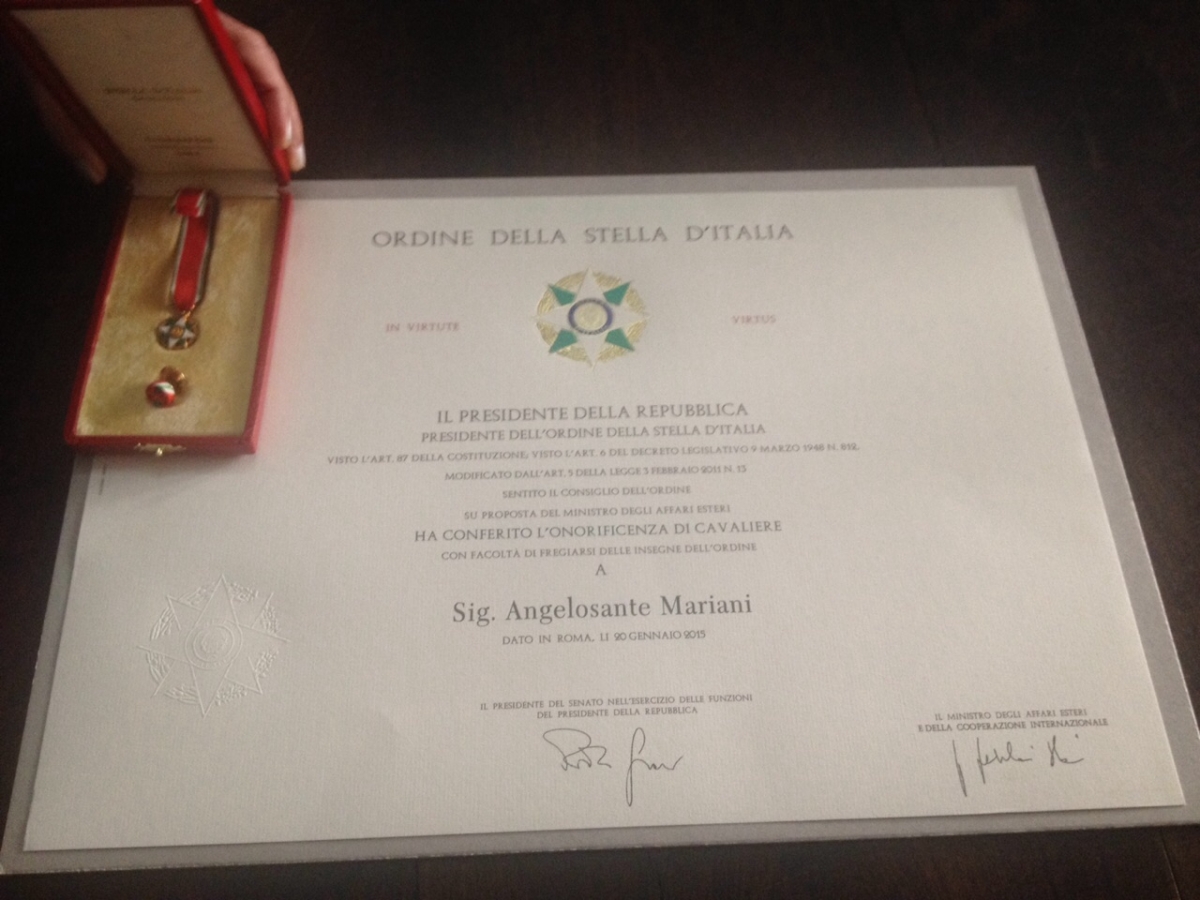 ORDINE DELLA STELLA D'ITALIA
IN VIRTUTE VIRTUS
IL PRESIDENTE DELLA REPUBBLICA
PRESIDENTE DELL'ORDINE DELLA STELLA D'ITALIA
VISTO L'ART. 87 DELLA COSTITUZIONE, VISTO L'ART. 6 DEL DECRETO LEGISLATIVO 9 MARZO 1948 N. 812,
MODIFICATO DALL'ART. 5 DELLA LEGGE 3 FEBBRAIO 2011 N. 13
SENTITO IL CONSIGLIO DELL'ORDINE
SU PROPOSTA DEL MINISTRO DEGLI AFFARI ESTERI
HA CONFERITO L'ONORIFICENZA DI CAVALIERE
CON FACOLTÀ DI FREGIARSI DELLE INSEGNE DELL'ORDINE
A
Sig. Angelosante Mariani
DATO IN ROMA, LI 20 GENNAIO 2015
IL PRESIDENTE DEL SENATO NELL'ESERCIZIO DELLE FUNZIONI
DEL PRESIDENTE DELLA REPUBBLICA
IL MINISTRO DEGLI AFFARI ESTERI
E DELLA COOPERAZIONE INTERNAZIONALE